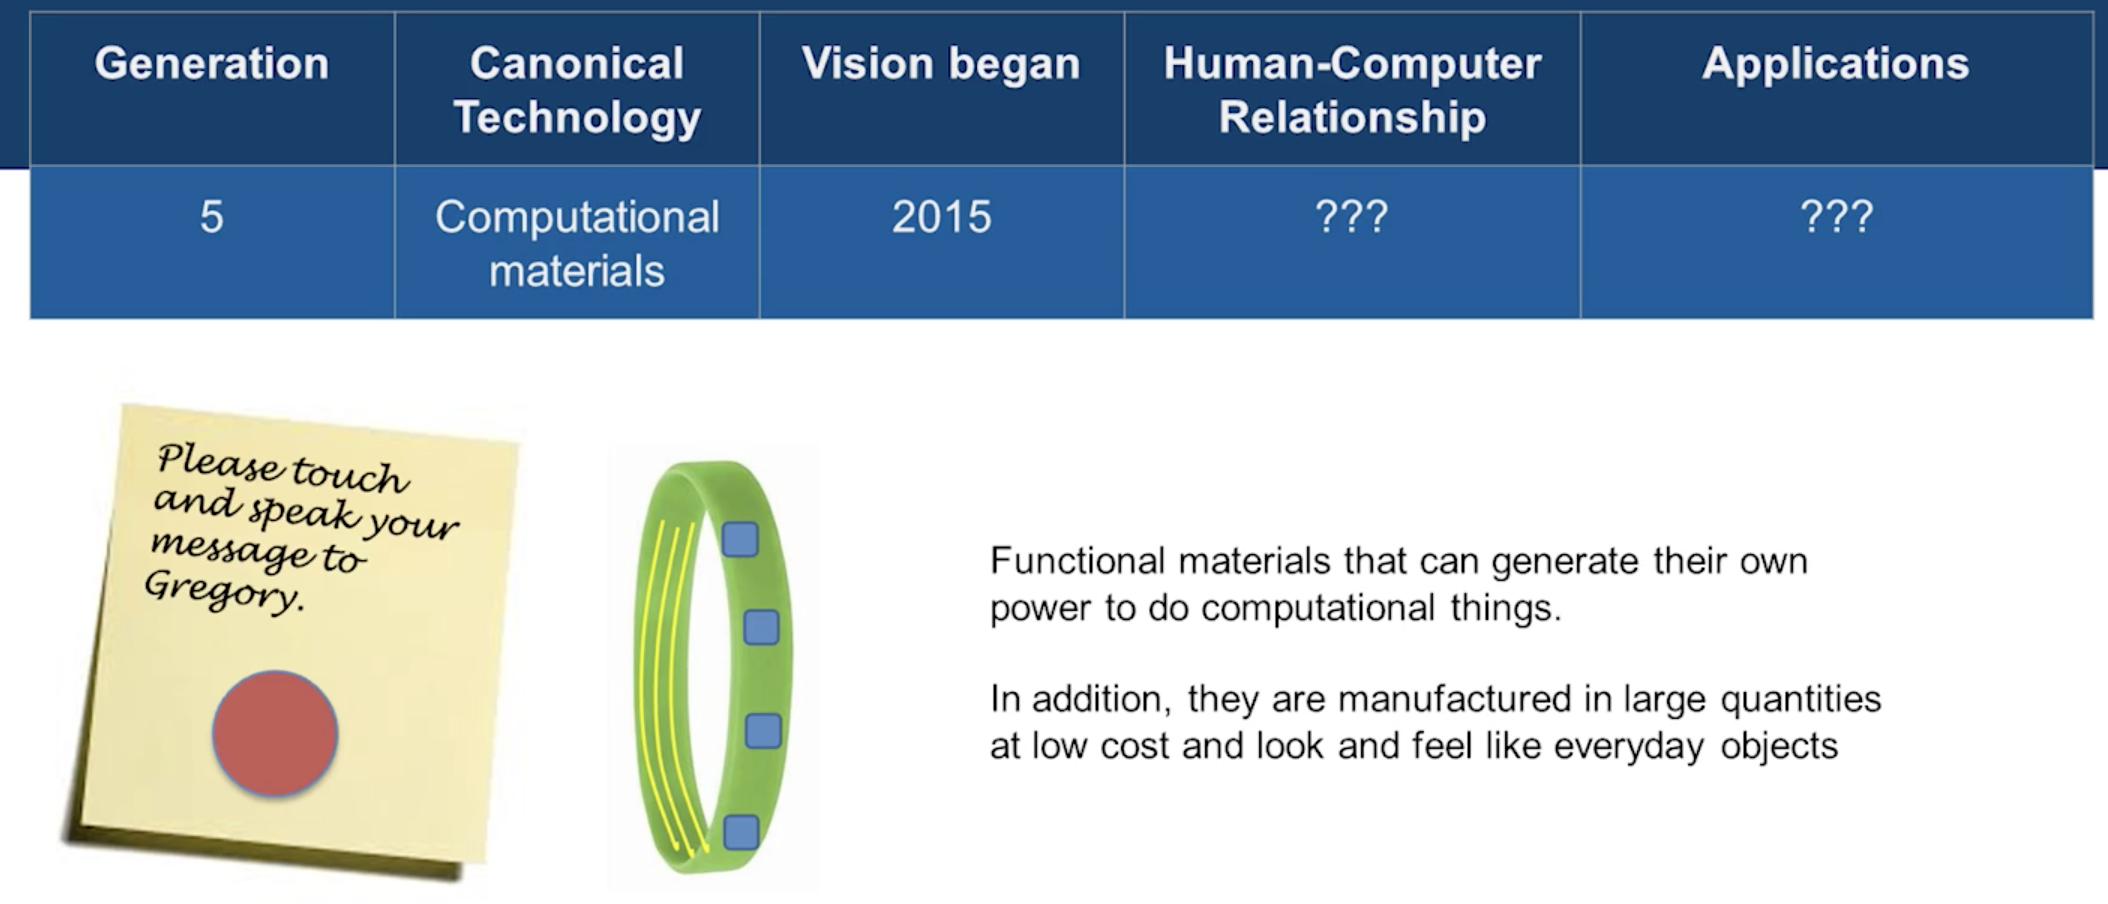 Generation
Canonical
Technology
Vision began
Human-Computer
Relationship
Applications
5
Computational
materials
2015
???
???
Please touch
and speak your
message to
Gregory.
Functional materials that can generate their own
power to do computational things.
In addition, they are manufactured in large quantities
at low cost and look and feel like everyday objects